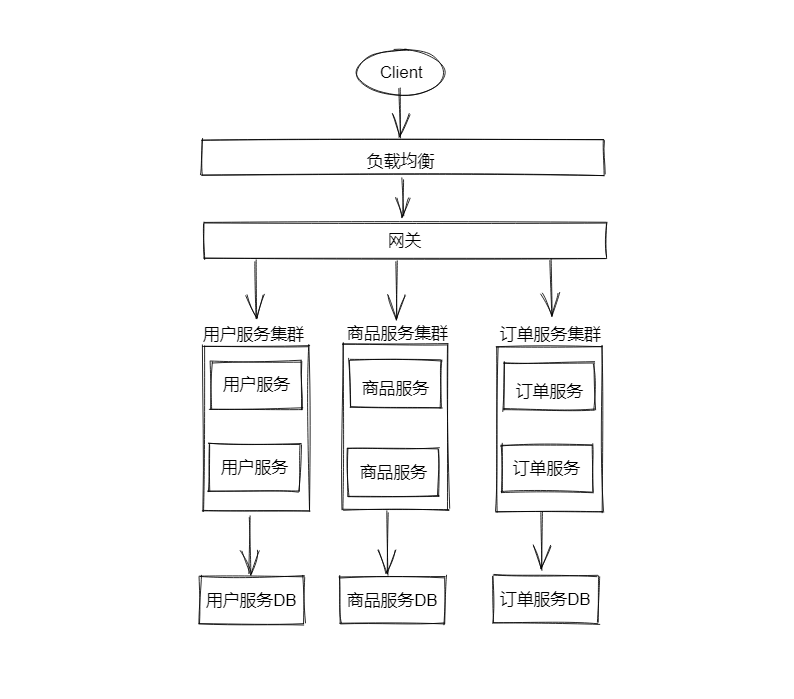 Client
负载均衡
网关
用户服务集群
商品服务集群
订单服务集群
用户服务
商品服务
订单服务
用户服务
商品服务
订单服务
用户服务DB
商品服务DB
订单服务DB